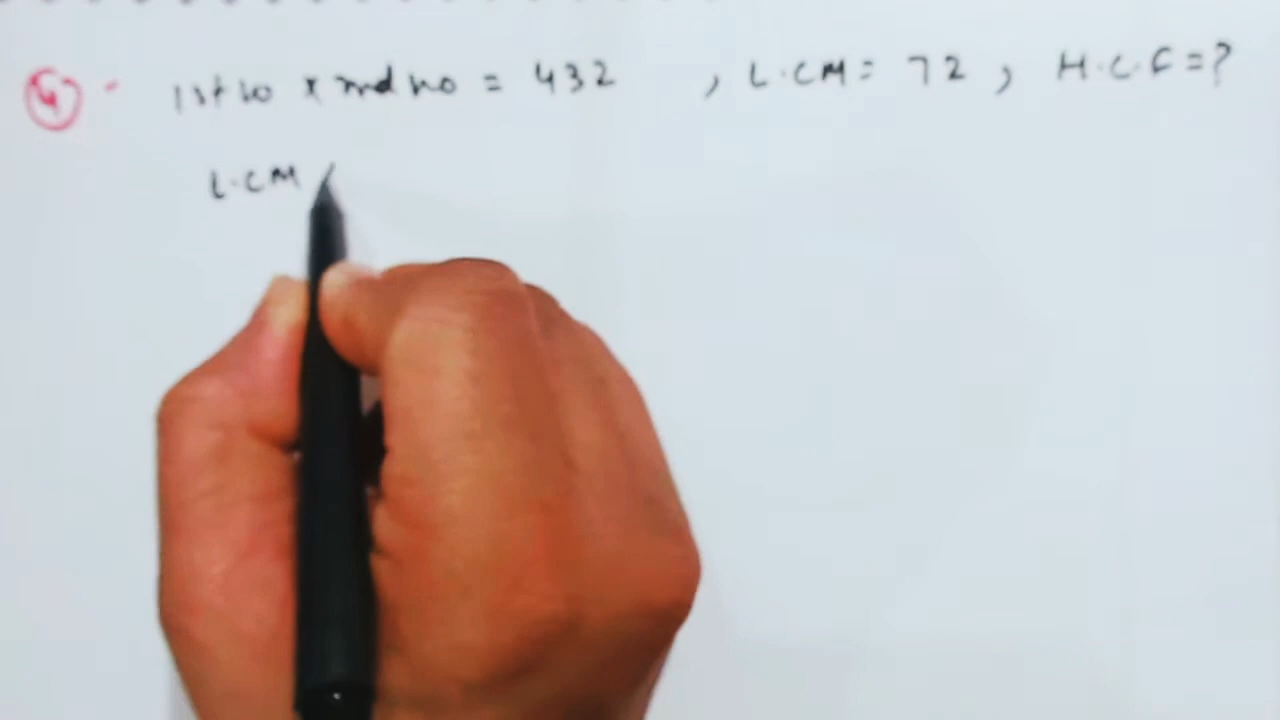 4 - 1st no x 2nd no = 432 , L.CM = 72 , H.C.F = ?
L.CM